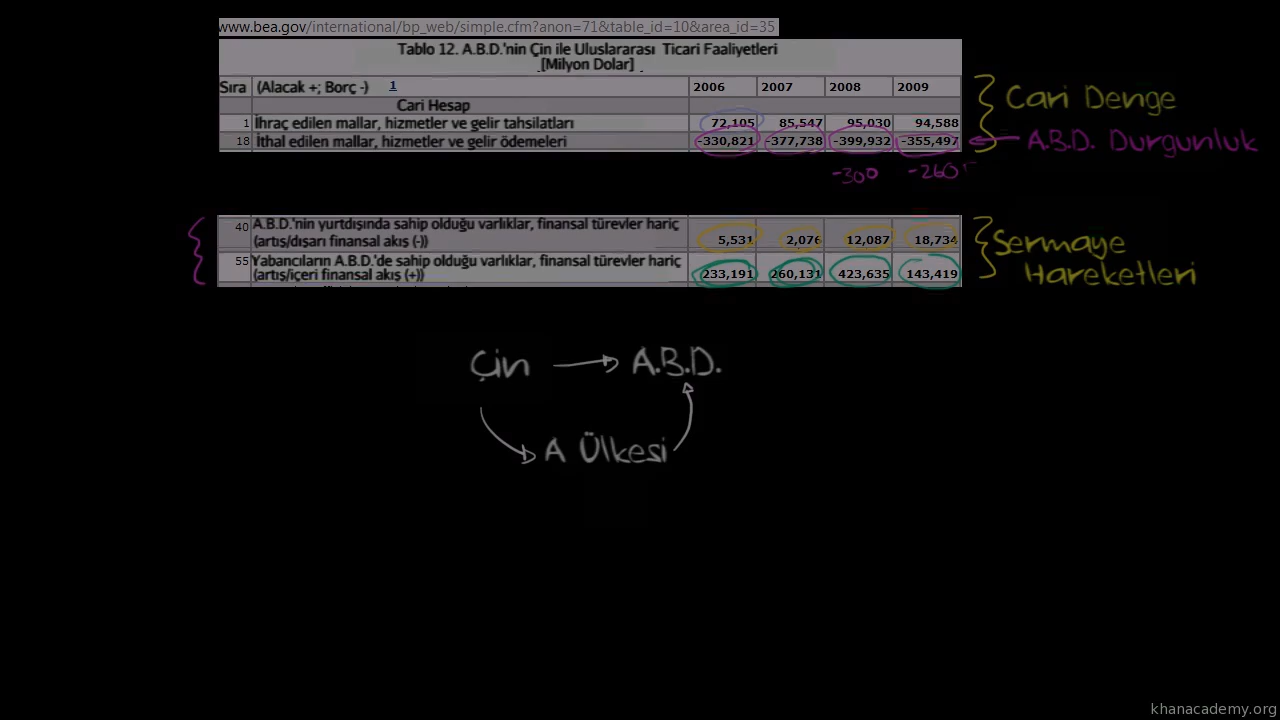 www.bea.gov/international/bp_web/simple.cfm?anon=71&table_id=10&area_id=35
Tablo 12. A.B.D.'nin Çin ile Uluslararası Ticari Faaliyetleri
[Milyon Dolar]
Sıra (Alacak +; Borç -) 1 2006 2007 2008 2009
Cari Hesap
1 İhraç edilen mallar, hizmetler ve gelir tahsilatları 72,105 85,547 95,030 94,588
18 İthal edilen mallar, hizmetler ve gelir ödemeleri -330,821 -377,738 -399,932 -355,497
Cari Denge
A.B.D. Durgunluk
-300 -260
40 A.B.D.'nin yurtdışında sahip olduğu varlıklar, finansal türevler hariç
(artış/dışarı finansal akış (-)) 5,531 2,076 12,087 18,734
55 Yabancıların A.B.D.'de sahip olduğu varlıklar, finansal türevler hariç
(artış/içeri finansal akış (+)) 233,191 260,131 423,635 143,419
Sermaye
Hareketleri
Çin A.B.D.
A Ülkesi
khanacademy.org